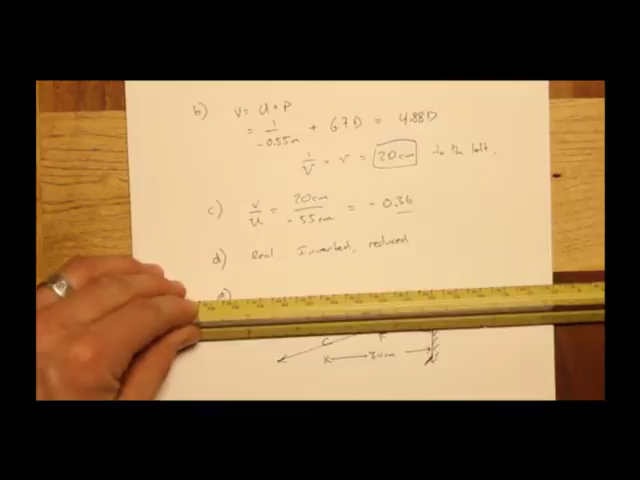 b) V = U + P
= 1/-0.55m + 6.7D = 4.88D
1/V = v = 20cm to the left.
c) v/u = 20cm/-55cm = -0.36
d) Real Inverted, reduced
e)
C F
30cm